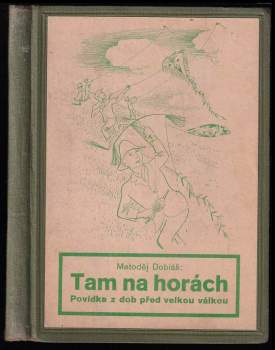 Matoděj Dobiáš:
Tam na horách
Povídka z dob před velkou válkou